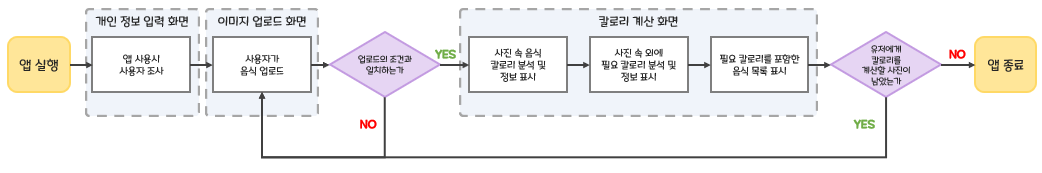 앱 실행
개인 정보 입력 화면
앱 사용시
사용자 조사
이미지 업로드 화면
사용자가
음식 업로드
업로드의 조건과
일치하는가
YES
NO
칼로리 계산 화면
사진 속 음식
칼로리 분석 및
정보 표시
사진 속 외에
필요 칼로리 분석 및
정보 표시
필요 칼로리를 포함한
음식 목록 표시
유저에게
칼로리를
계산할 사진이
남았는가
NO
YES
앱 종료